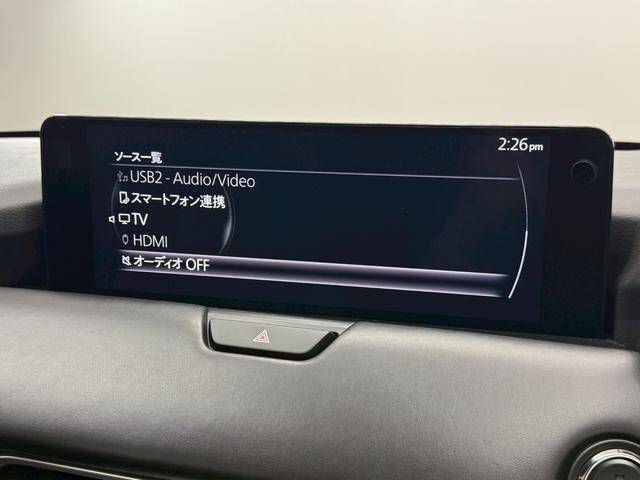 2:26pm
ソース一覧
USB2 - Audio/Video
スマートフォン連携
TV
HDMI
オーディオ OFF